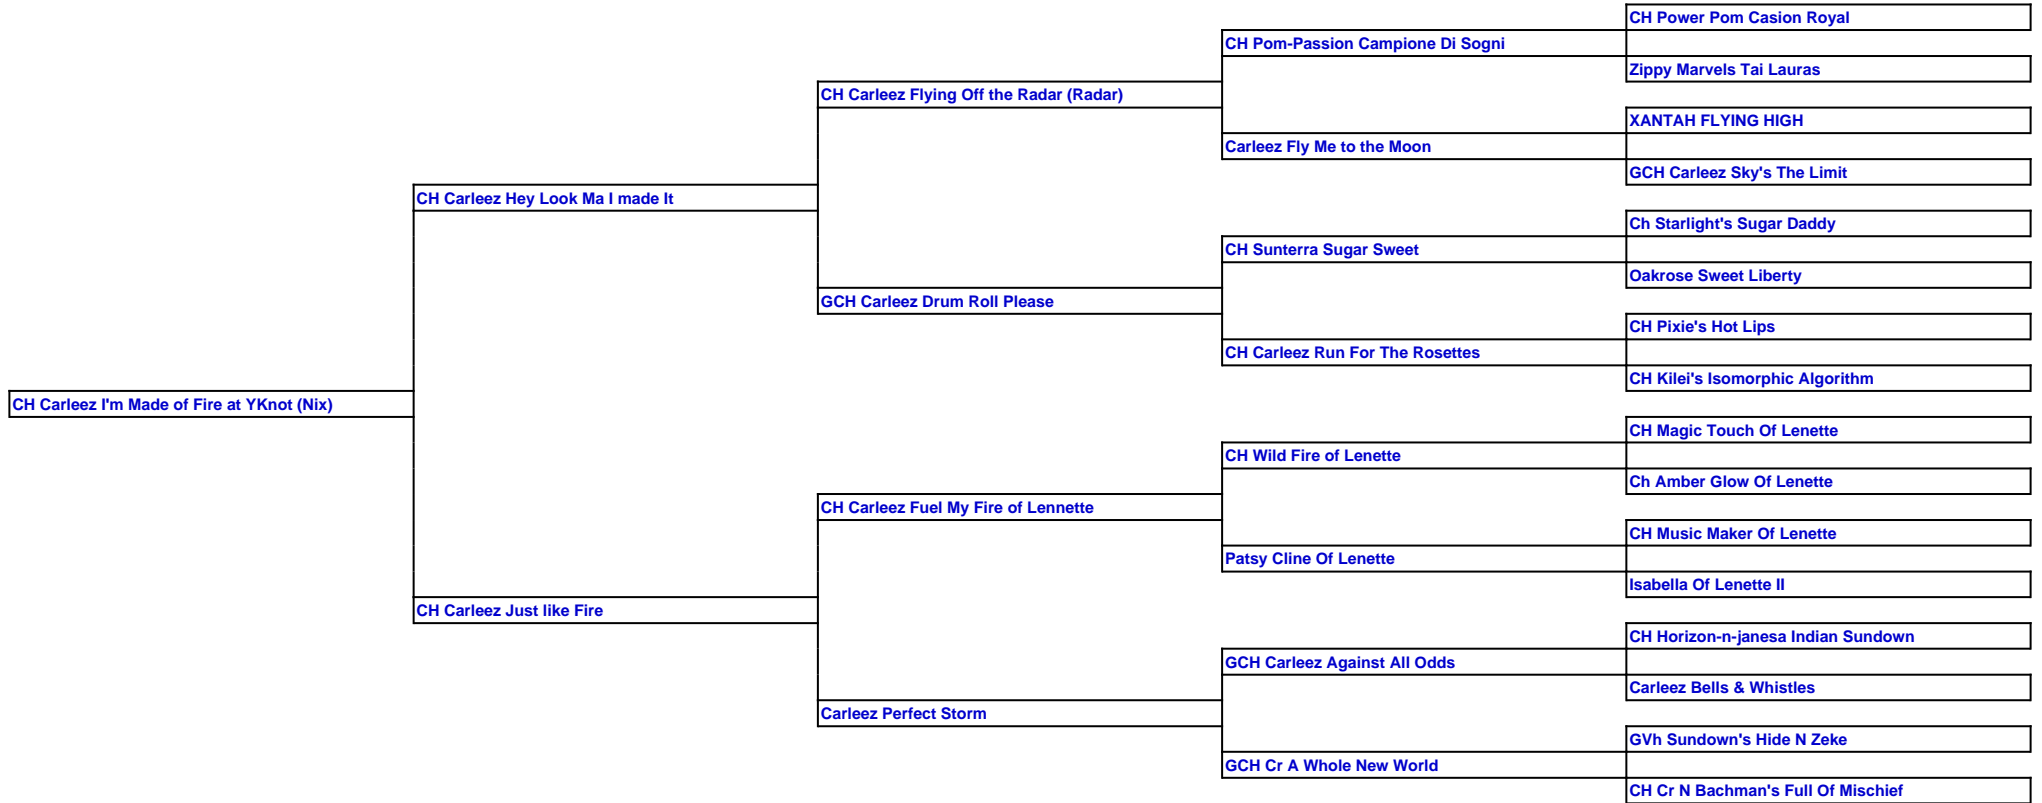 CH Power Pom Casion Royal
CH Pom-Passion Campione Di Sogni
Zippy Marvels Tai Lauras
CH Carleez Flying Off the Radar (Radar)
XANTAH FLYING HIGH
Carleez Fly Me to the Moon
GCH Carleez Sky's The Limit
CH Carleez Hey Look Ma I made It
Ch Starlight's Sugar Daddy
CH Sunterra Sugar Sweet
Oakrose Sweet Liberty
GCH Carleez Drum Roll Please
CH Pixie's Hot Lips
CH Carleez Run For The Rosettes
CH Kilei's Isomorphic Algorithm
CH Carleez I'm Made of Fire at YKnot (Nix)
CH Magic Touch Of Lenette
CH Wild Fire of Lenette
Ch Amber Glow Of Lenette
CH Carleez Fuel My Fire of Lennette
CH Music Maker Of Lenette
Patsy Cline Of Lenette
Isabella Of Lenette II
CH Carleez Just like Fire
CH Horizon-n-janesa Indian Sundown
GCH Carleez Against All Odds
Carleez Bells & Whistles
Carleez Perfect Storm
GVh Sundown's Hide N Zeke
GCH Cr A Whole New World
CH Cr N Bachman's Full Of Mischief